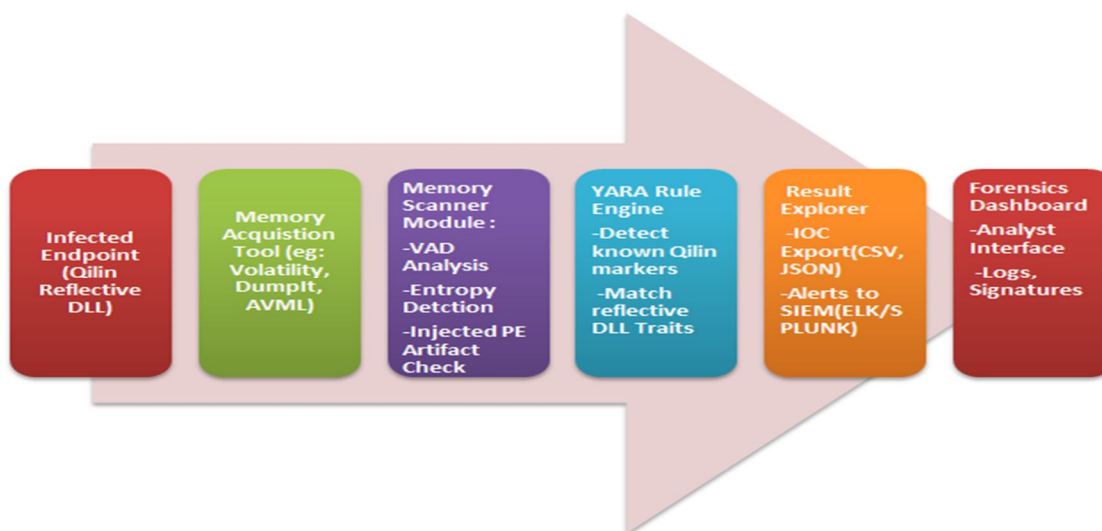 Infected
Endpoint
(Qilin
Reflective
DLL)
Memory
Acquistion
Tool (eg:
Volatility,
DumpIt,
AVML)
Memory
Scanner
Module :
-VAD
Analysis
-Entropy
Detction
-Injected PE
Artifact
Check
YARA Rule
Engine
-Detect
known Qilin
markers
-Match
reflective
DLL Traits
Result
Explorer
-IOC
Export(CSV,
JSON)
-Alerts to
SIEM(ELK/S
PLUNK)
Forensics
Dashboard
-Analyst
Interface
-Logs,
Signatures